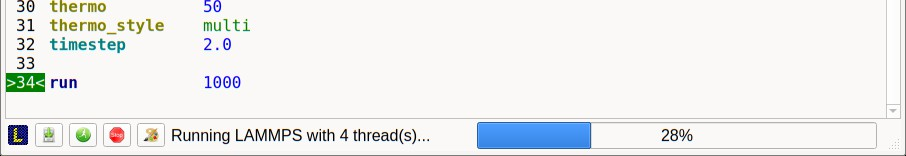 30 thermo 50
31 thermo_style multi
32 timestep 2.0
33
>34< run 1000
L Stop Running LAMMPS with 4 thread(s)... 28%